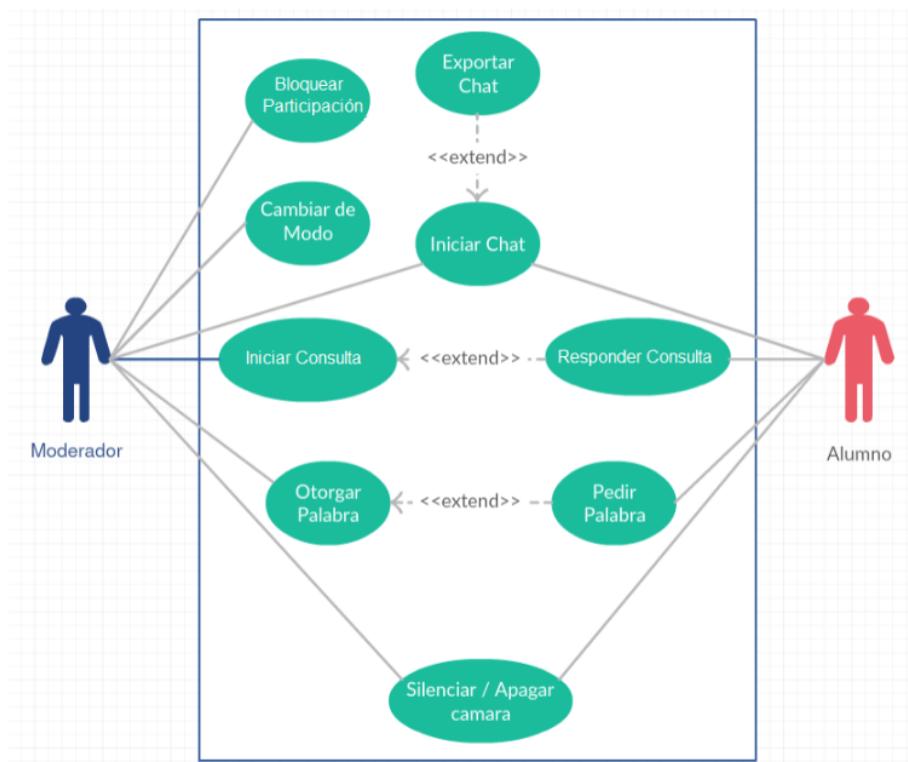 Exportar
Chat
Bloquear
Participación
<<extend>>
Cambiar de
Modo
Iniciar Chat
Iniciar Consulta
<<extend>>
Responder Consulta
Moderador
Alumno
Otorgar
Palabra
<<extend>>
Pedir
Palabra
Silenciar / Apagar
camara